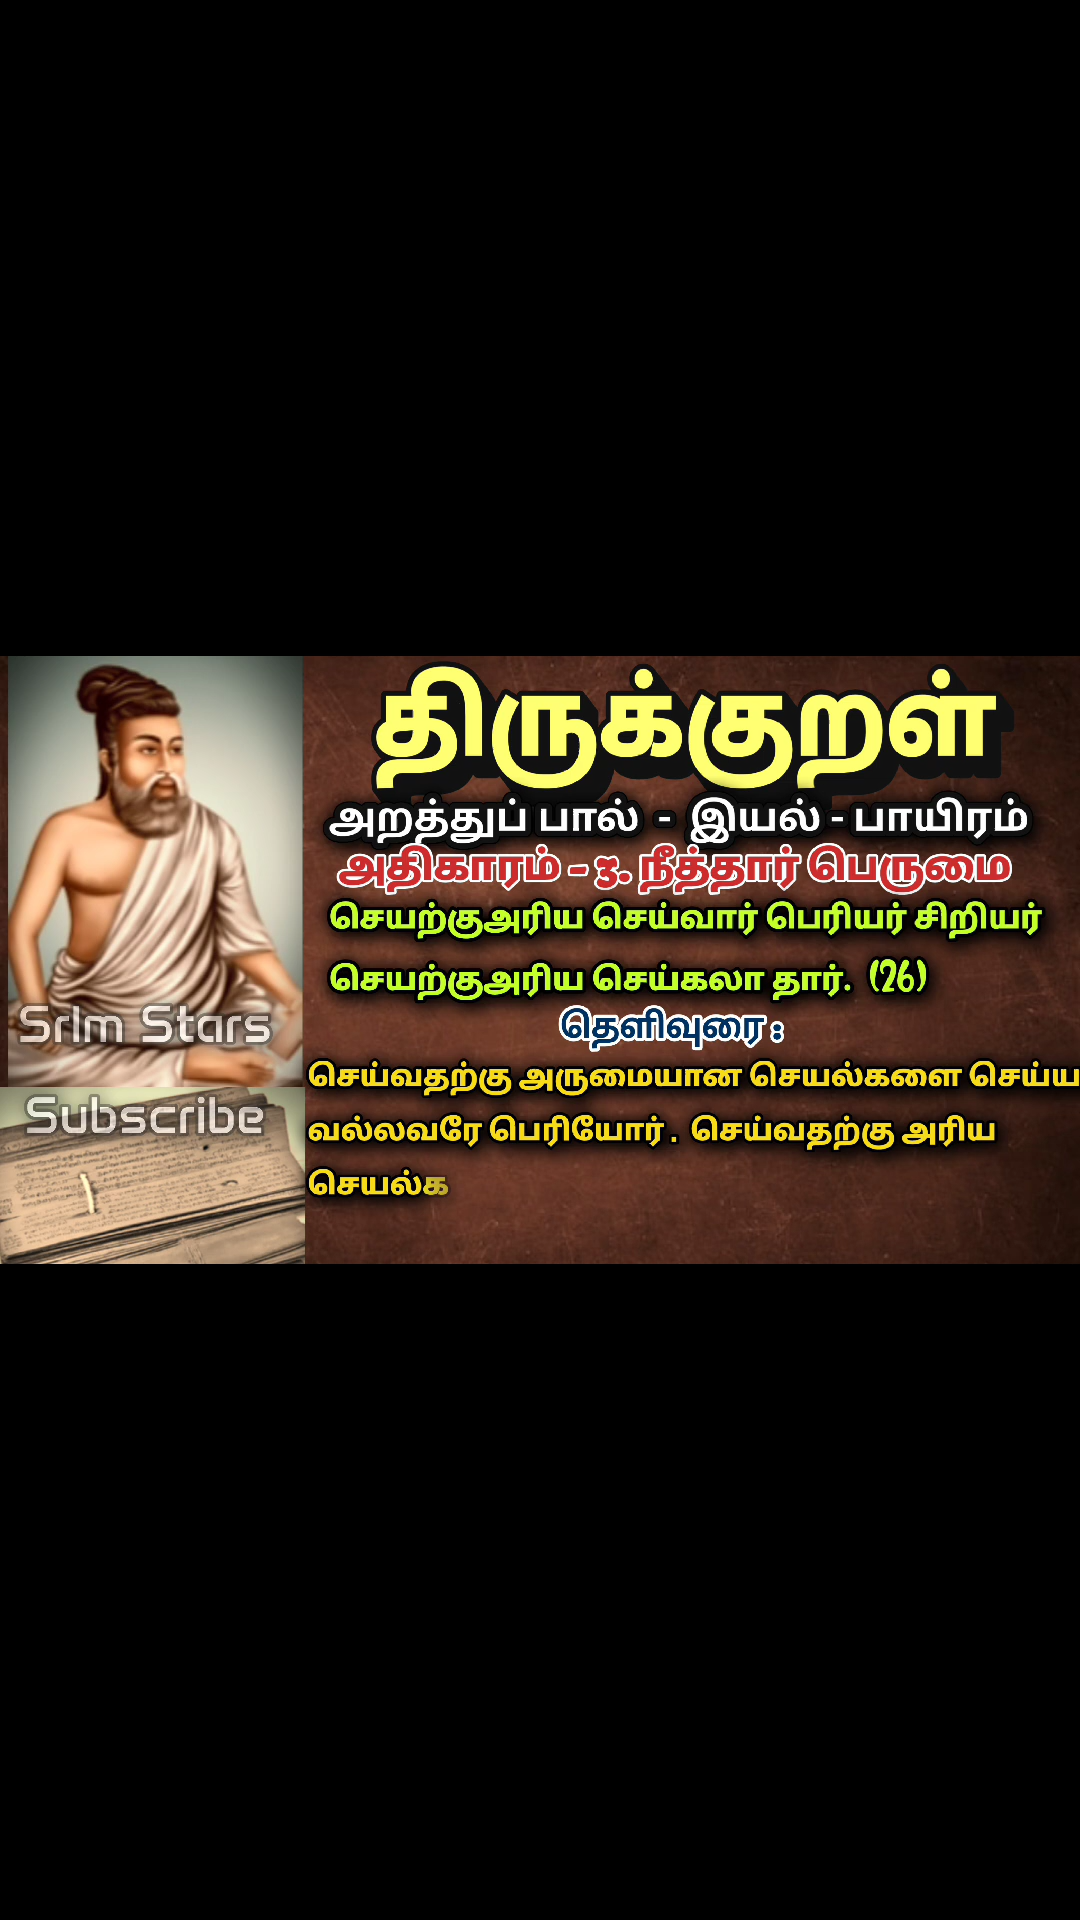 திருக்குறள்
அறத்துப் பால் - இயல் - பாயிரம்
அதிகாரம் - 3. நீத்தார் பெருமை
செயற்குஅரிய செய்வார் பெரியர் சிறியர்
செயற்குஅரிய செய்கலா தார். (26)
தெளிவுரை :
செய்வதற்கு அருமையான செயல்களை செய்ய
வல்லவரே பெரியோர் . செய்வதற்கு அரிய
செயல்க
Srlm Stars
Subscribe